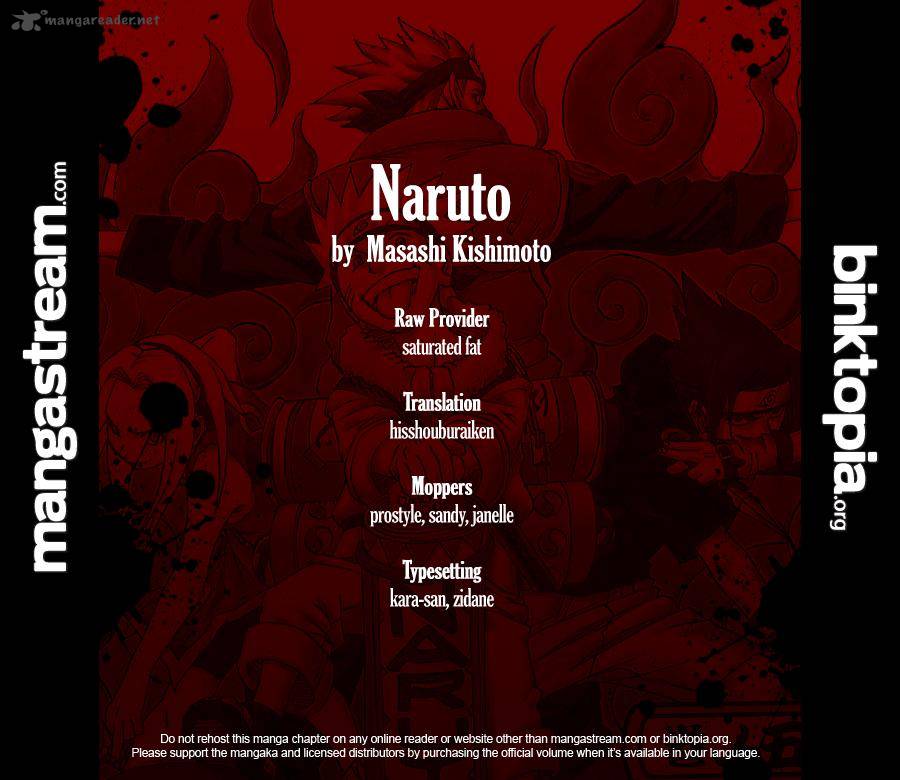 mangareader.net
mangastream.com
Naruto
by Masashi Kishimoto
Raw Provider
saturated fat
Translation
hisshouburaiken
Moppers
prostyle, sandy, janelle
Typesetting
kara-san, zidane
binktopia.org
NARU
Do not rehost this manga chapter on any online reader or website other than mangastream.com or binktopia.org.
Please support the mangaka and licensed distributors by purchasing the official volume when it's available in your language.